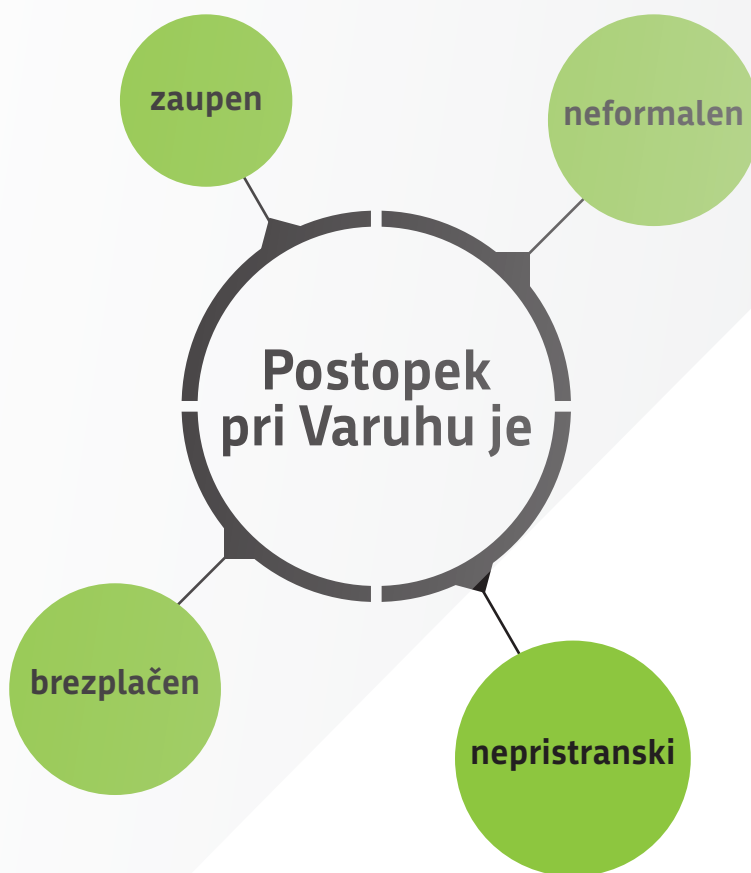 zaupen
neformalen
Postopek
pri Varuhu je
brezplačen
nepristranski